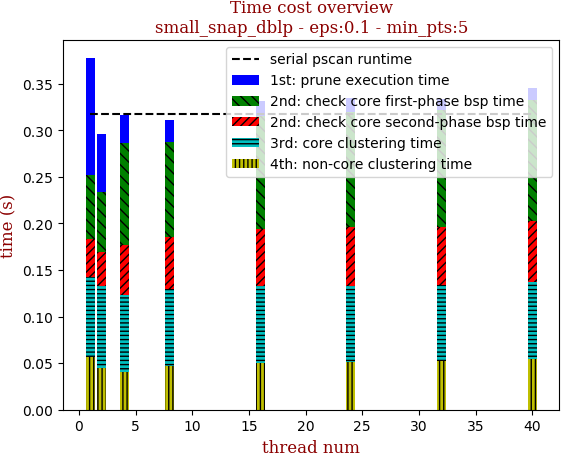 Time cost overview
small_snap_dblp - eps:0.1 - min_pts:5
serial pscan runtime
1st: prune execution time
2nd: check core first-phase bsp time
2nd: check core second-phase bsp time
3rd: core clustering time
4th: non-core clustering time
time (s)
0.35
0.30
0.25
0.20
0.15
0.10
0.05
0.00
0 5 10 15 20 25 30 35 40
thread num